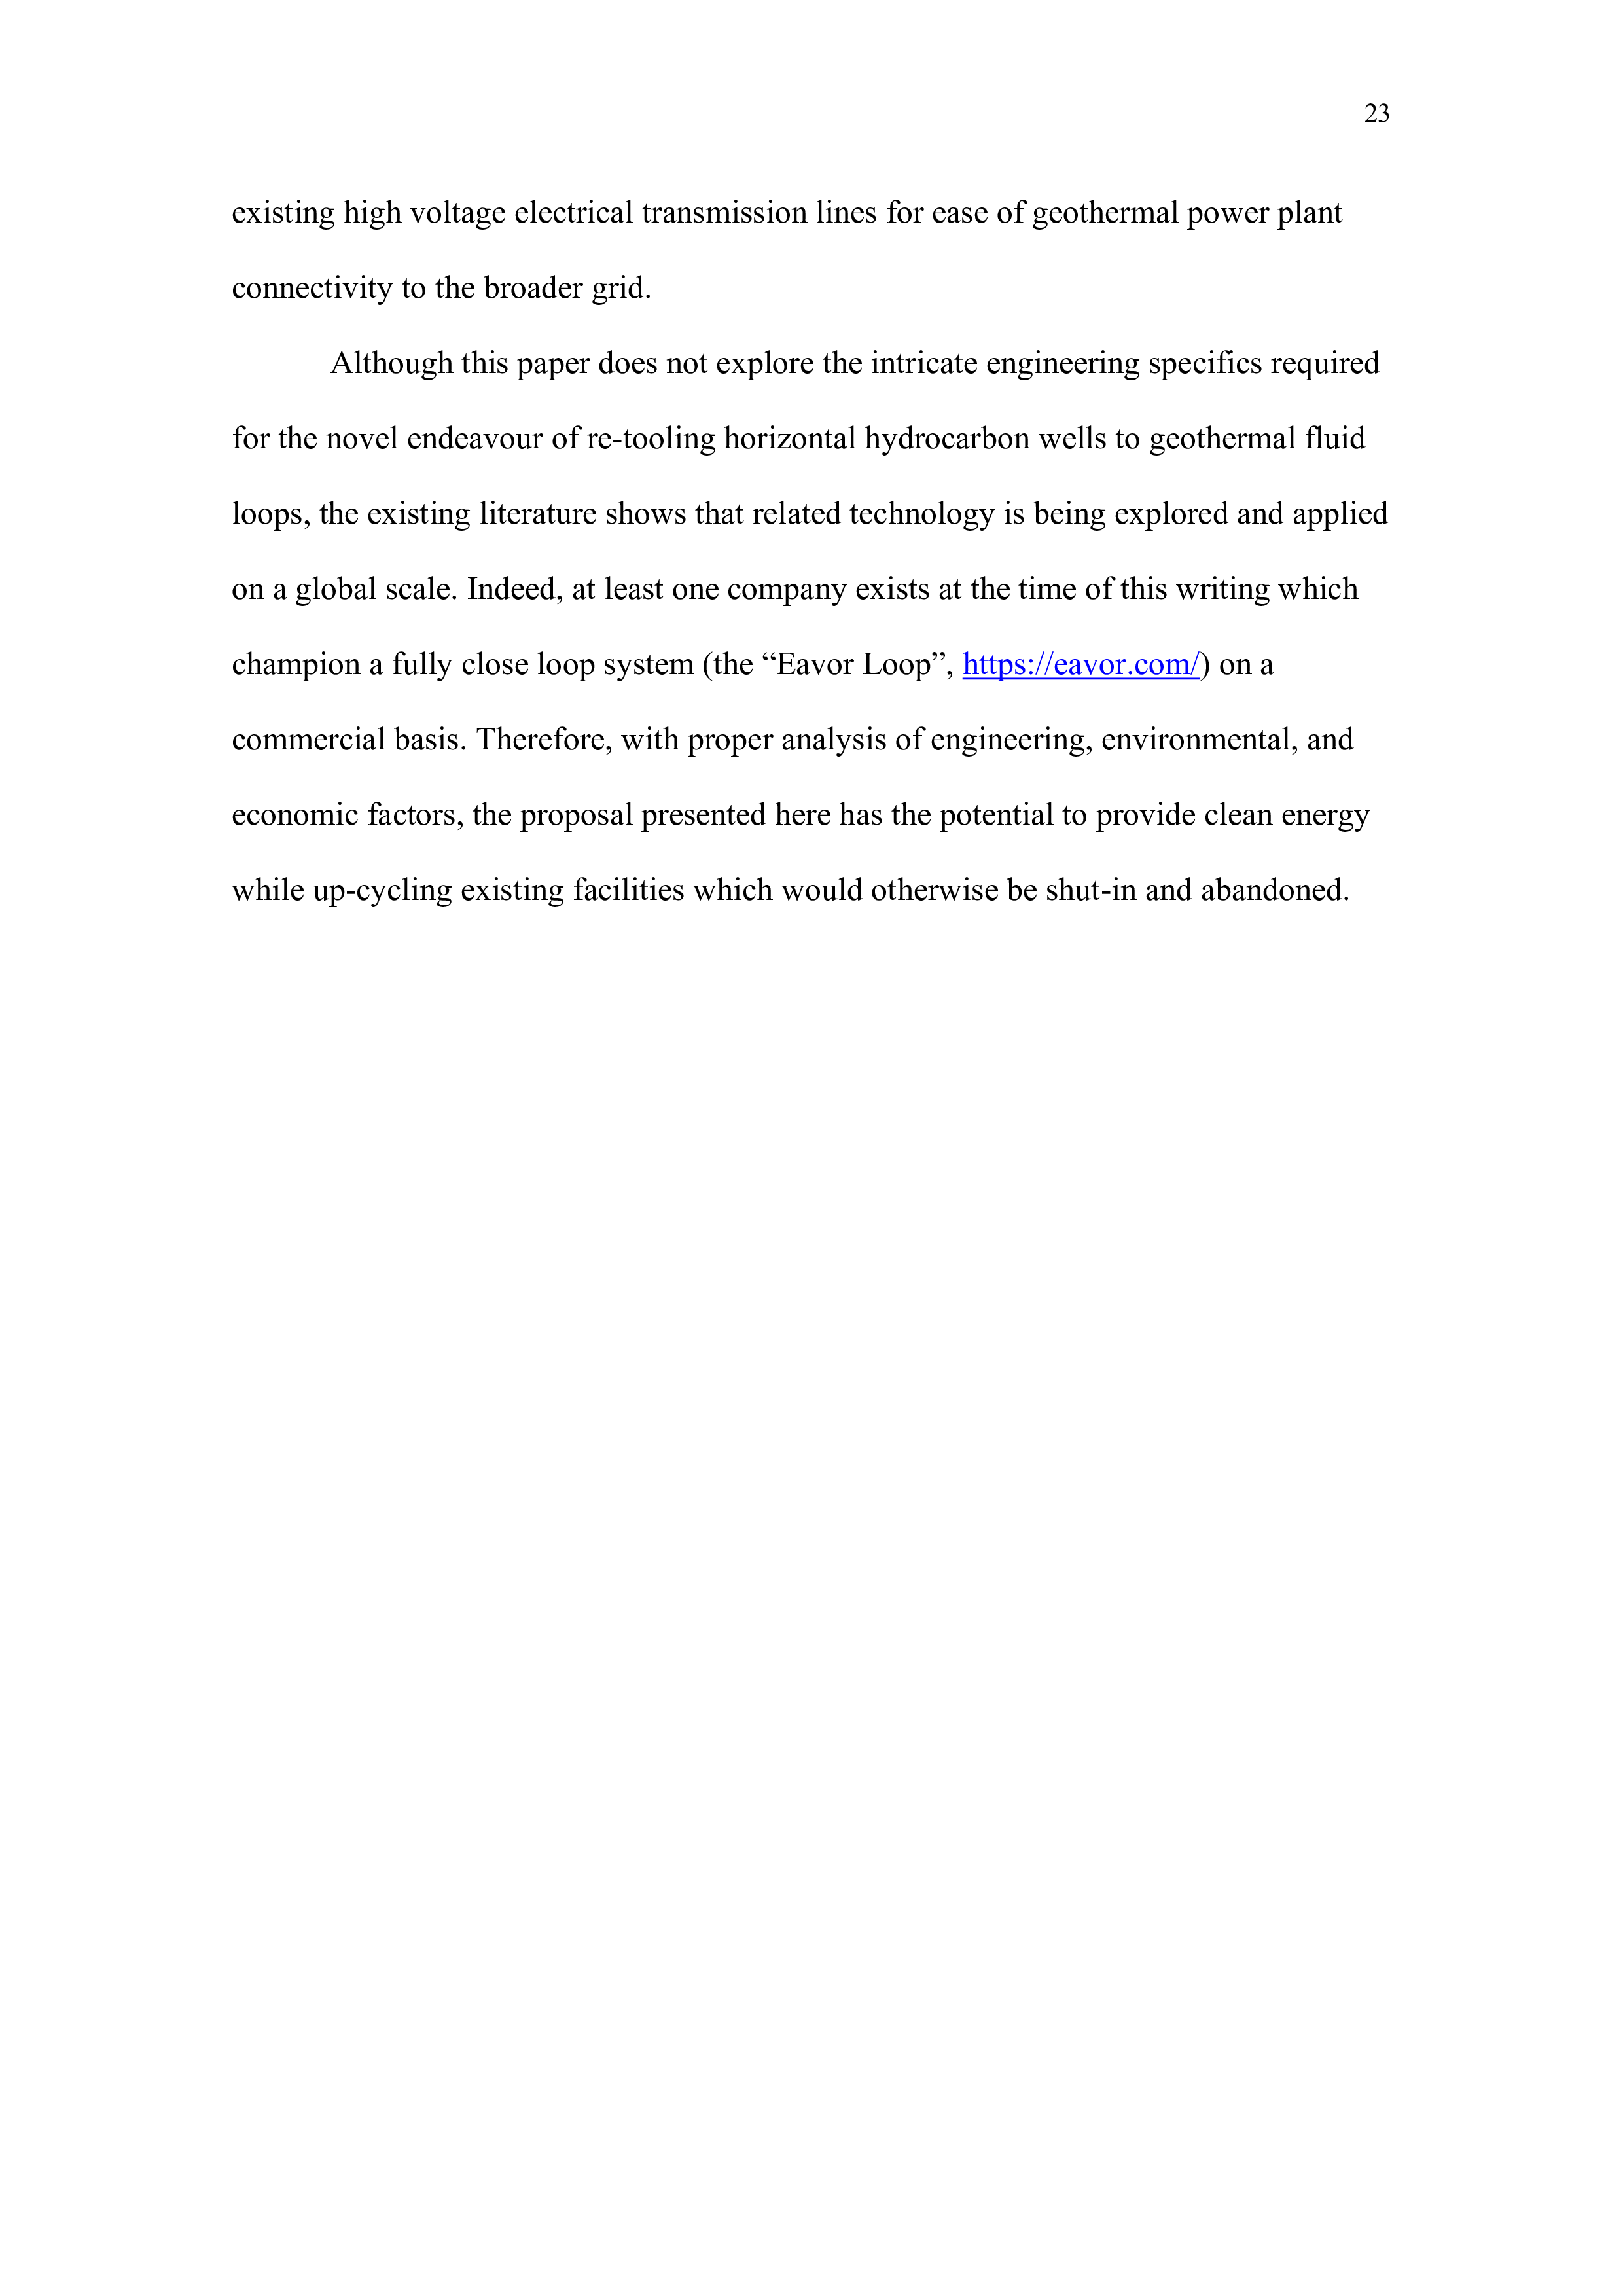 23
existing high voltage electrical transmission lines for ease of geothermal power plant
connectivity to the broader grid.
Although this paper does not explore the intricate engineering specifics required
for the novel endeavour of re-tooling horizontal hydrocarbon wells to geothermal fluid
loops, the existing literature shows that related technology is being explored and applied
on a global scale. Indeed, at least one company exists at the time of this writing which
champion a fully close loop system (the “Eavor Loop”, https://eavor.com/) on a
commercial basis. Therefore, with proper analysis of engineering, environmental, and
economic factors, the proposal presented here has the potential to provide clean energy
while up-cycling existing facilities which would otherwise be shut-in and abandoned.